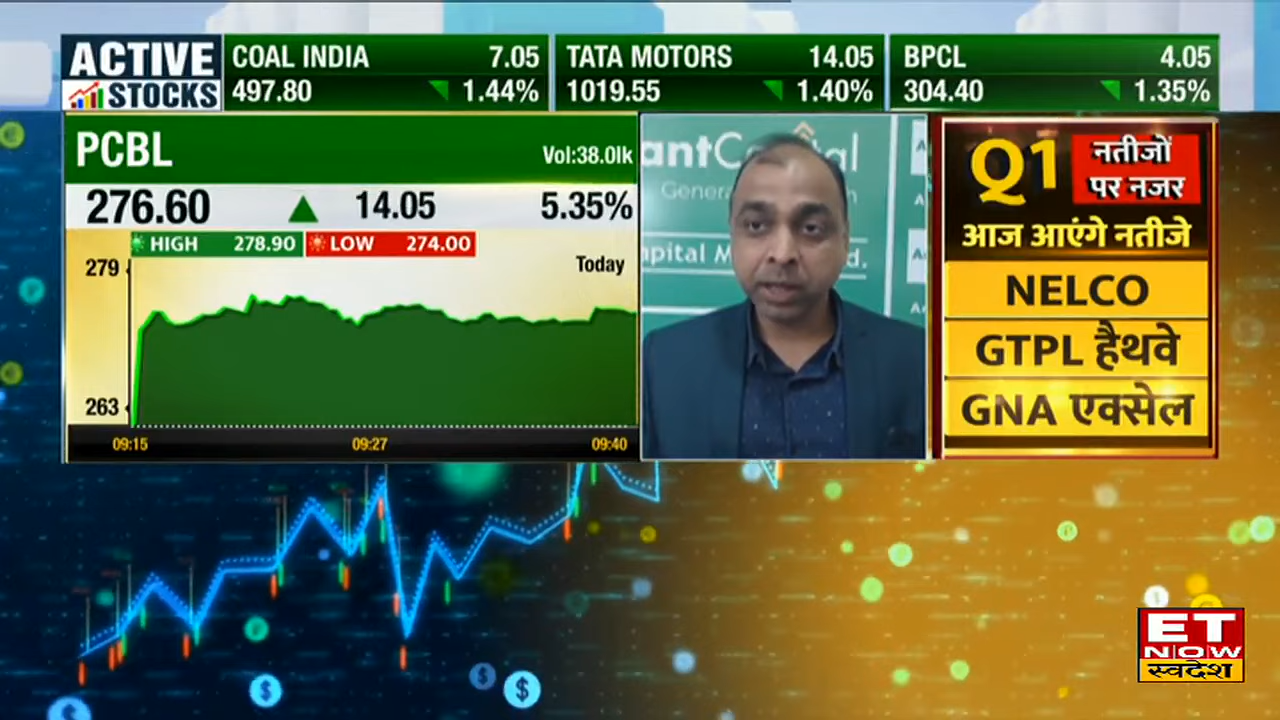 ACTIVE
STOCKS
COAL INDIA 7.05
497.80 1.44%
TATA MOTORS 14.05
1019.55 1.40%
BPCL 4.05
304.40 1.35%
PCBL Vol:38.0lk
276.60 14.05 5.35%
HIGH 278.90 LOW 274.00
Today
279
263
09:15 09:27 09:40
antCapital
General
apital M d.
Q1 नतीजों
पर नजर
आज आएंगे नतीजे
NELCO
GTPL हैथवे
GNA एक्सेल
ET
NOW
स्वदेश